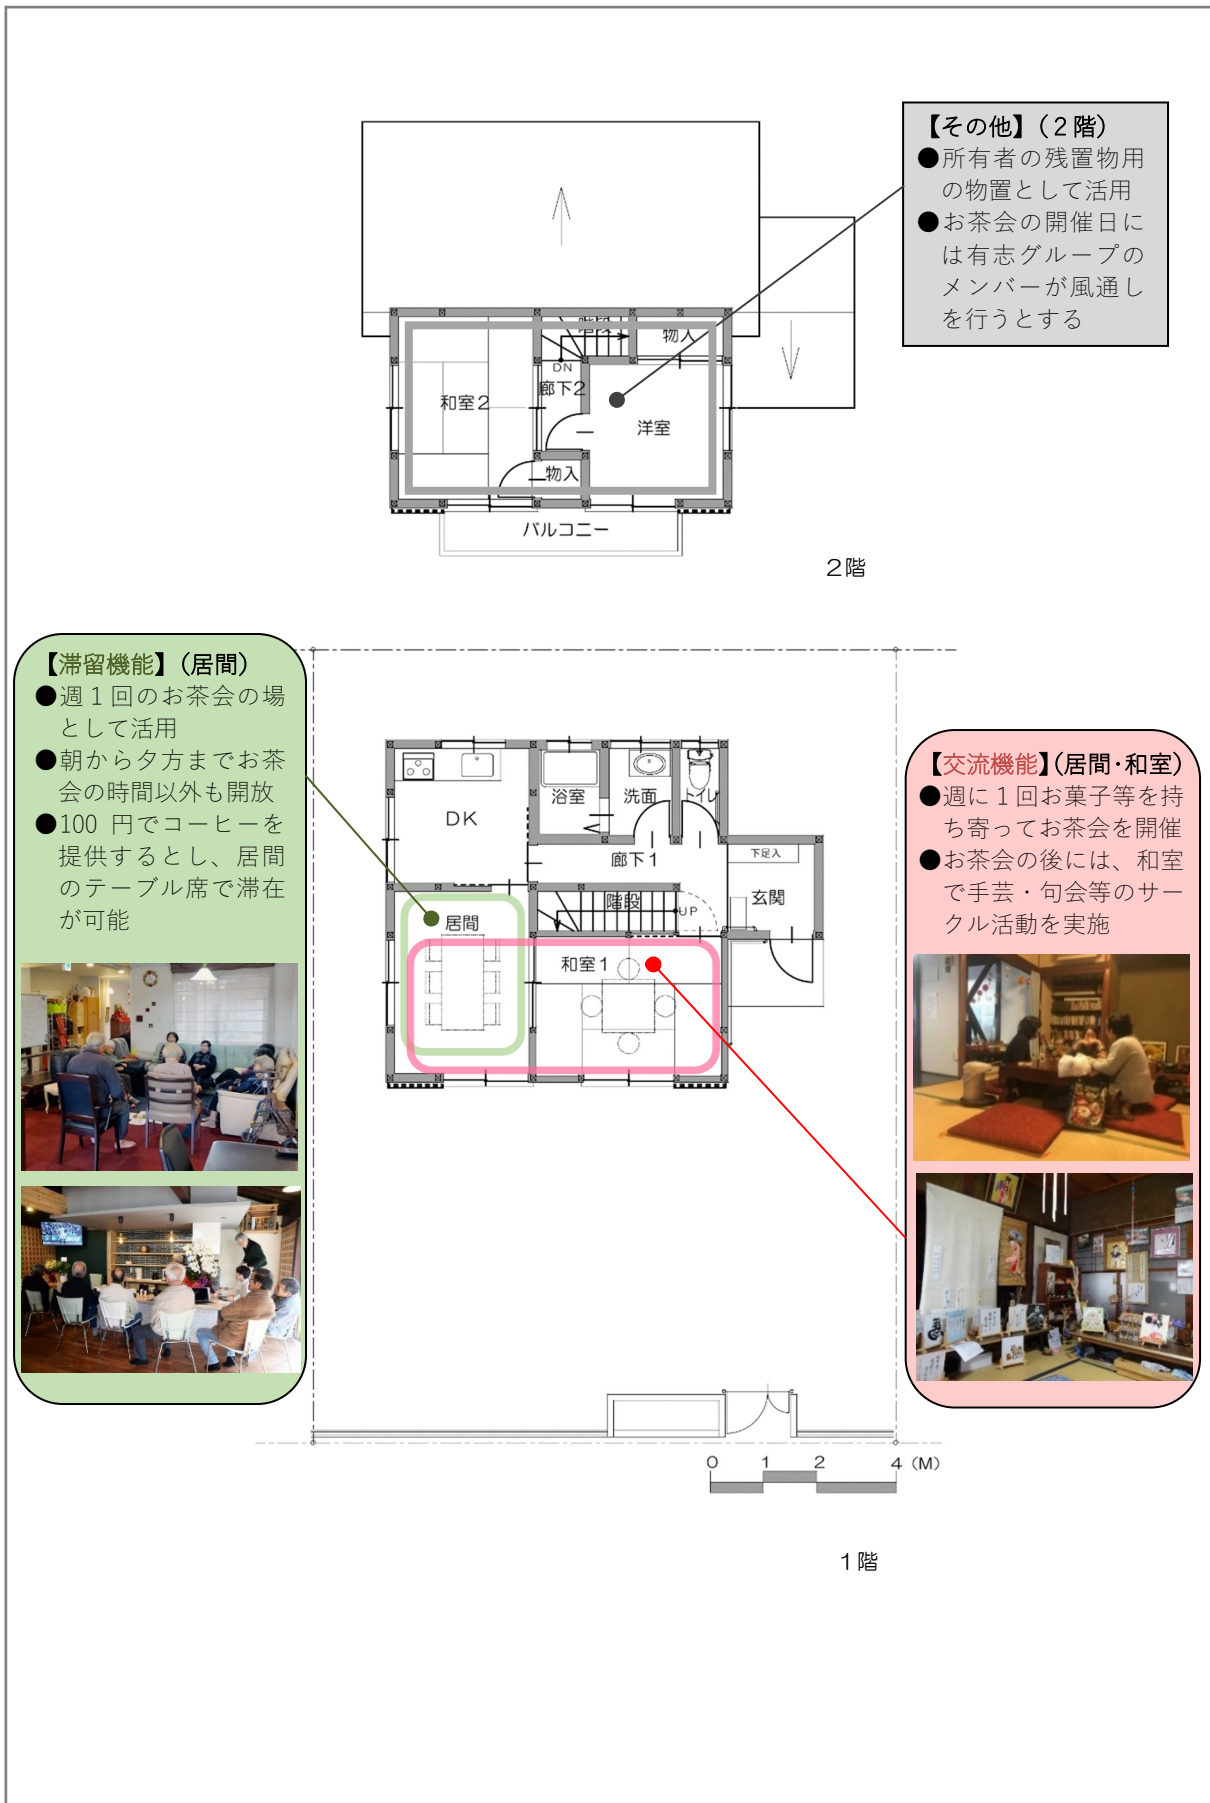 【その他】（２階）
●所有者の残置物用
の物置として活用
●お茶会の開催日に
は有志グループの
メンバーが風通し
を行うとする
階段
物入
DN
廊下2
和室2
洋室
物入
バルコニー
2階
【滞留機能】（居間）
●週１回のお茶会の場
として活用
●朝から夕方までお茶
会の時間以外も開放
●100 円でコーヒーを
提供するとし、居間
のテーブル席で滞在
が可能
【交流機能】（居間・和室）
●週に１回お菓子等を持
ち寄ってお茶会を開催
●お茶会の後には、和室
で手芸・句会等のサー
クル活動を実施
DK
浴室
洗面
トイレ
廊下1
下足入
玄関
階段
UP
居間
和室1
0 1 2 4 (M)
1階